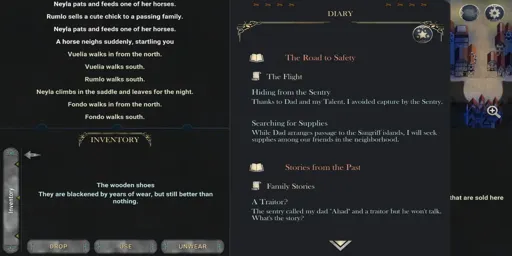 Neyla pats and feeds one of her horses.
Rumlo sells a cute chick to a passing family.
Neyla pats and feeds one of her horses.
A horse neighs suddenly, startling you
Vuelia walks in from the north.
Vuelia walks south.
Rumlo walks south.
Neyla climbs in the saddle and leaves for the night.
Fondo walks in from the north.
Fondo walks south.
INVENTORY
Inventory
The wooden shoes
They are blackened by years of wear, but still better than
nothing.
DROP
USE
UNWEAR
DIARY
The Road to Safety
The Flight
Hiding from the Sentry
Thanks to Dad and my Talent, I avoided capture by the Sentry.
Searching for Supplies
While Dad arranges passage to the Sangriff islands, I will seek
supplies among our friends in the neighborhood.
Stories from the Past
Family Stories
A Traitor?
The sentry called my dad "Ahad" and a traitor but he won't talk.
What's the story?
that are sold here